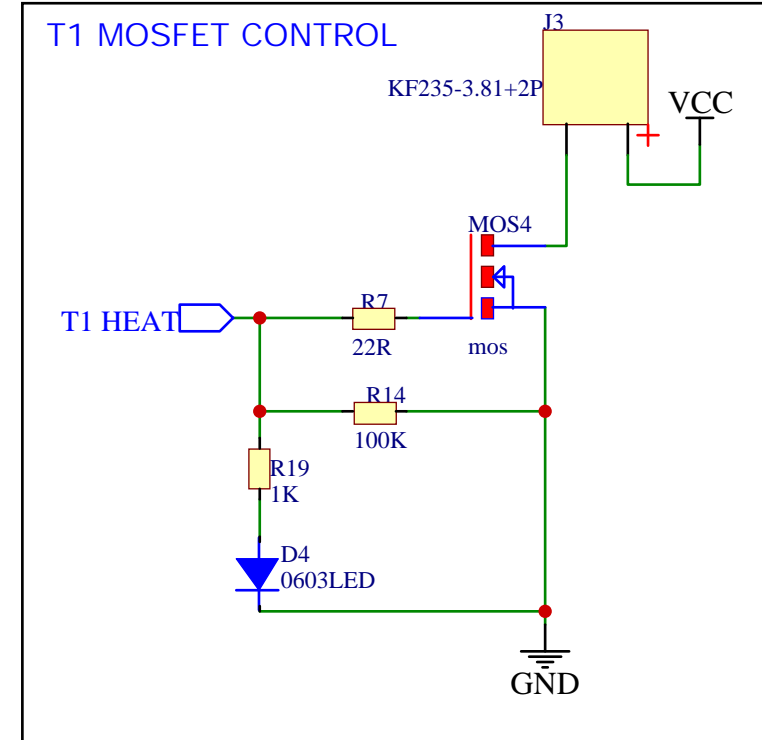 T1 MOSFET CONTROL
J3
KF235-3.81+2P
VCC
MOS4
T1 HEAT
R7
22R
mos
R14
100K
R19
1K
D4
0603LED
GND